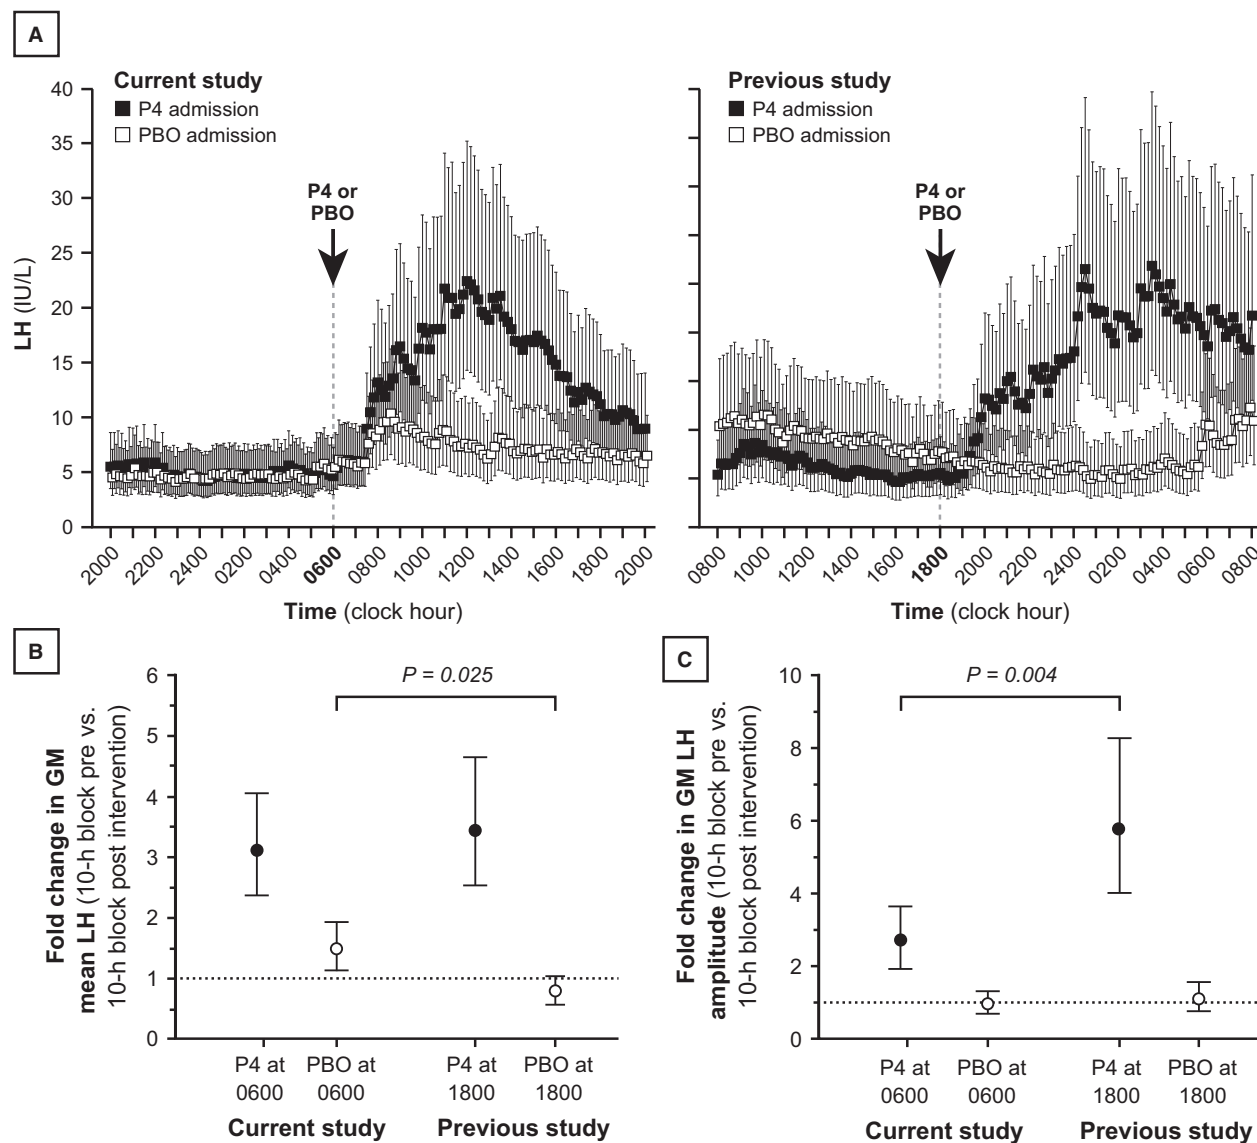 A
Current study
P4 admission
PBO admission
Previous study
P4 admission
PBO admission
P4 or
PBO
P4 or
PBO
LH (IU/L)
40
35
30
25
20
15
10
5
0
2000
2200
2400
0200
0400
0600
0800
1000
1200
1400
1600
1800
2000
0800
1000
1200
1400
1600
1800
2000
2200
2400
0200
0400
0600
0800
Time (clock hour)
Time (clock hour)
B
Fold change in GM
mean LH (10-h block pre vs.
10-h block post intervention)
6
5
4
3
2
1
0
P = 0.025
P4 at
0600
PBO at
0600
P4 at
1800
PBO at
1800
Current study
Previous study
C
Fold change in GM LH
amplitude (10-h block pre vs.
10-h block post intervention)
10
8
6
4
2
0
P = 0.004
P4 at
0600
PBO at
0600
P4 at
1800
PBO at
1800
Current study
Previous study